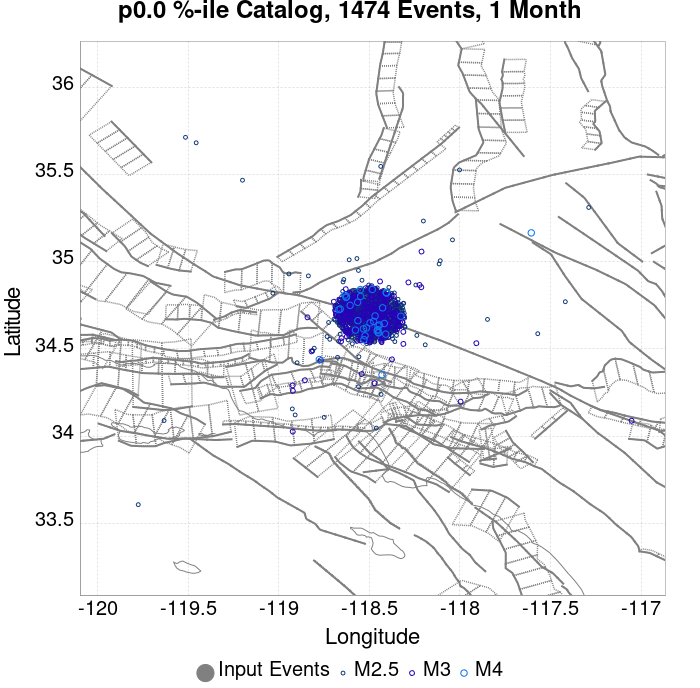 p0.0 %-ile Catalog, 1474 Events, 1 Month
36
35.5
35
34.5
34
33.5
Latitude
-120 -119.5 -119 -118.5 -118 -117.5 -117
Longitude
Input Events M2.5 M3 M4